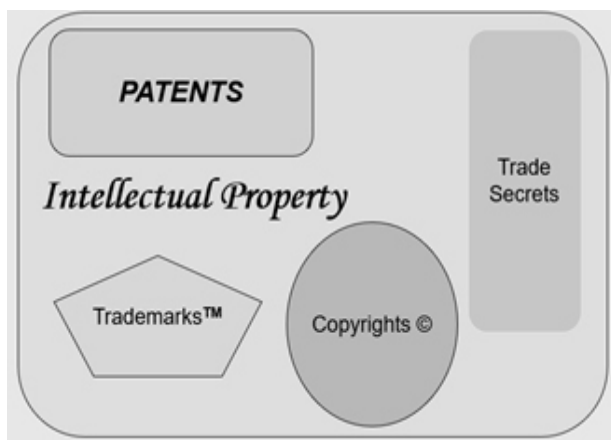 PATENTS
Trade
Secrets
Intellectual Property
Trademarks™
Copyrights ©